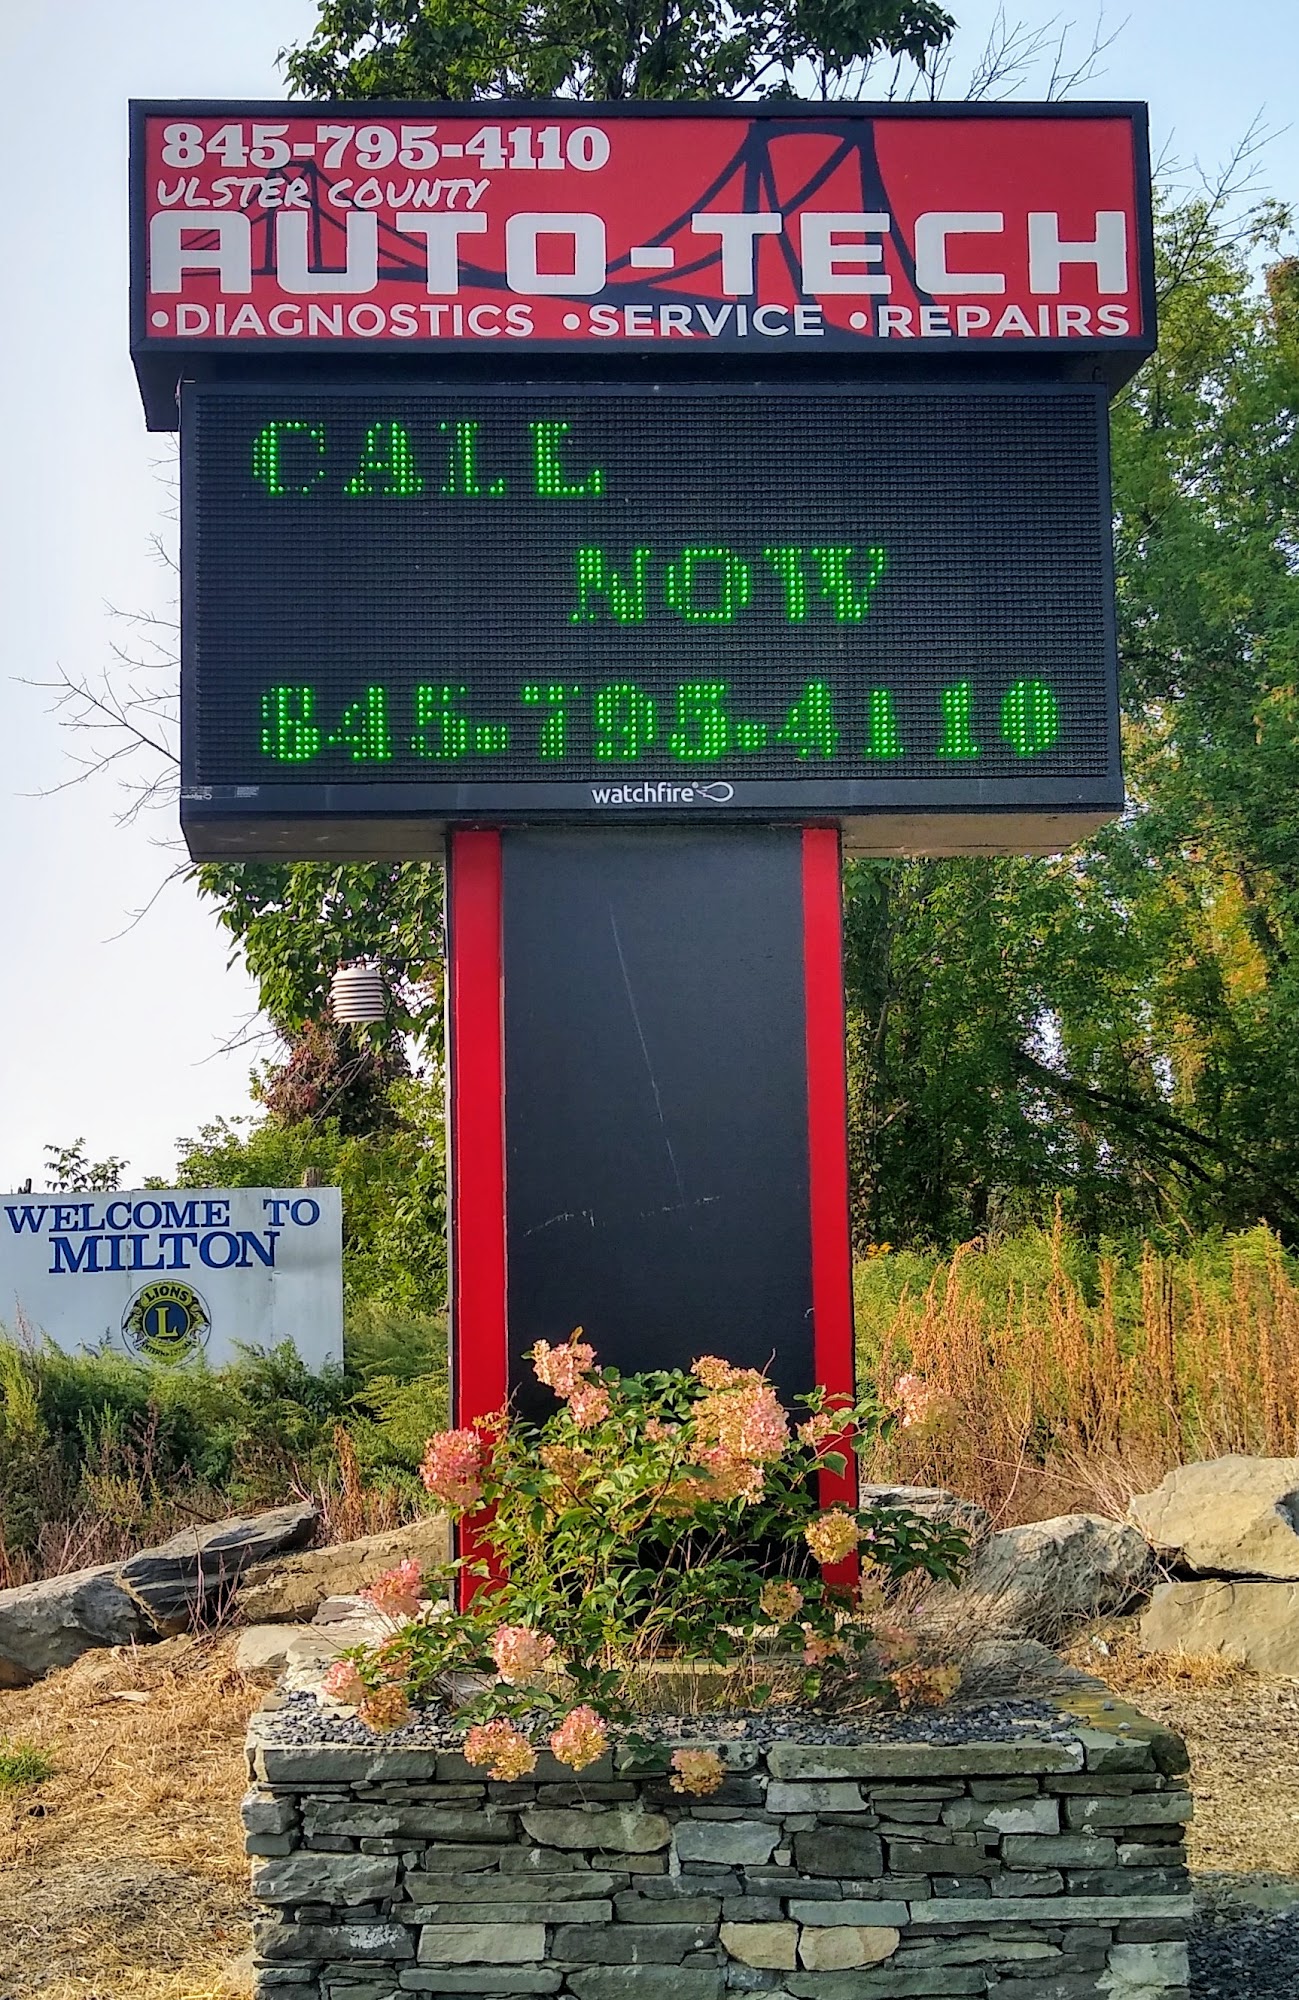 845-795-4110
ULSTER COUNTY
AUTO-TECH
•DIAGNOSTICS •SERVICE •REPAIRS
CALL
NOW
845-795-4110
watchfire
WELCOME TO
MILTON
LIONS
L
INTERNATIONAL